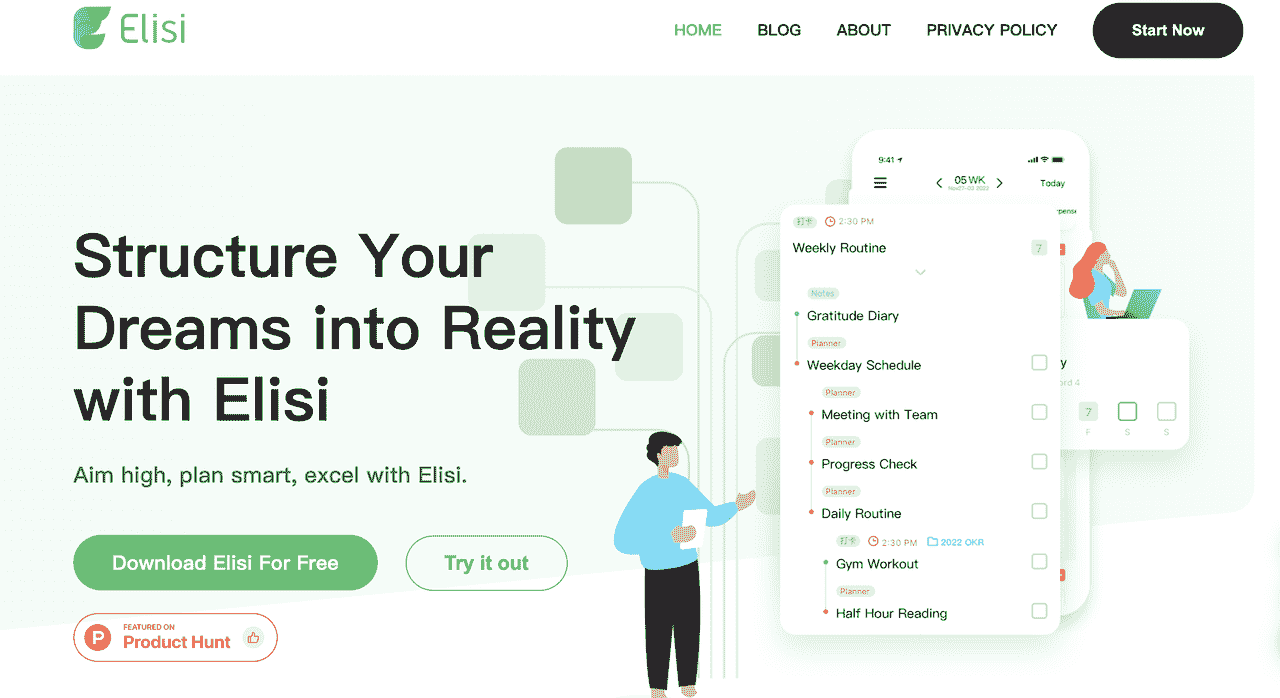 Elisi
HOME
BLOG
ABOUT
PRIVACY POLICY
Start Now
Structure Your
Dreams into Reality
with Elisi
Aim high, plan smart, excel with Elisi.
Download Elisi For Free
Try it out
P
FEATURED ON
Product Hunt
9:41
05 WK
Today
打卡
2:30 PM
Weekly Routine
7
Notes
Gratitude Diary
Planner
Weekday Schedule
Planner
Meeting with Team
Planner
Progress Check
Planner
Daily Routine
打卡
2:30 PM
2022 OKR
Gym Workout
Planner
Half Hour Reading
y
ord 4
7
F
S
S